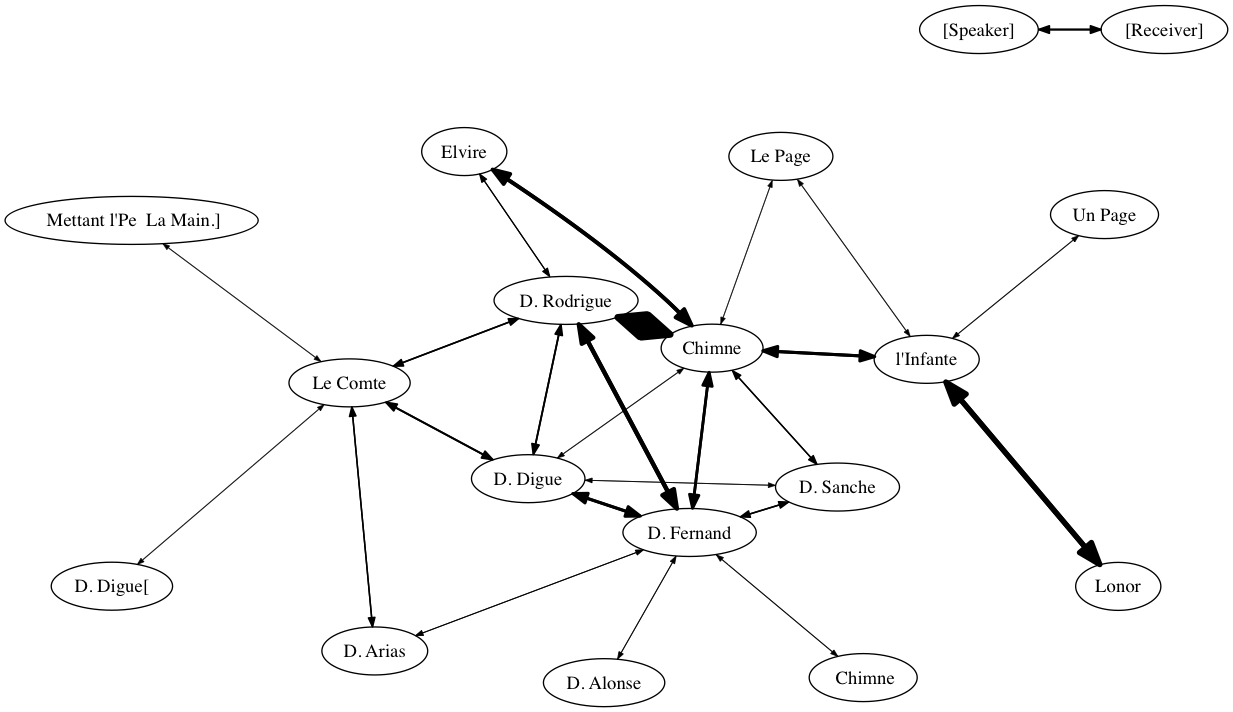 [Speaker]
[Receiver]
Elvire
Le Page
Un Page
Mettant l'Pe La Main.]
D. Rodrigue
Chimne
l'Infante
Le Comte
D. Digue
D. Sanche
D. Fernand
D. Digue[
Lonor
D. Arias
D. Alonse
Chimne